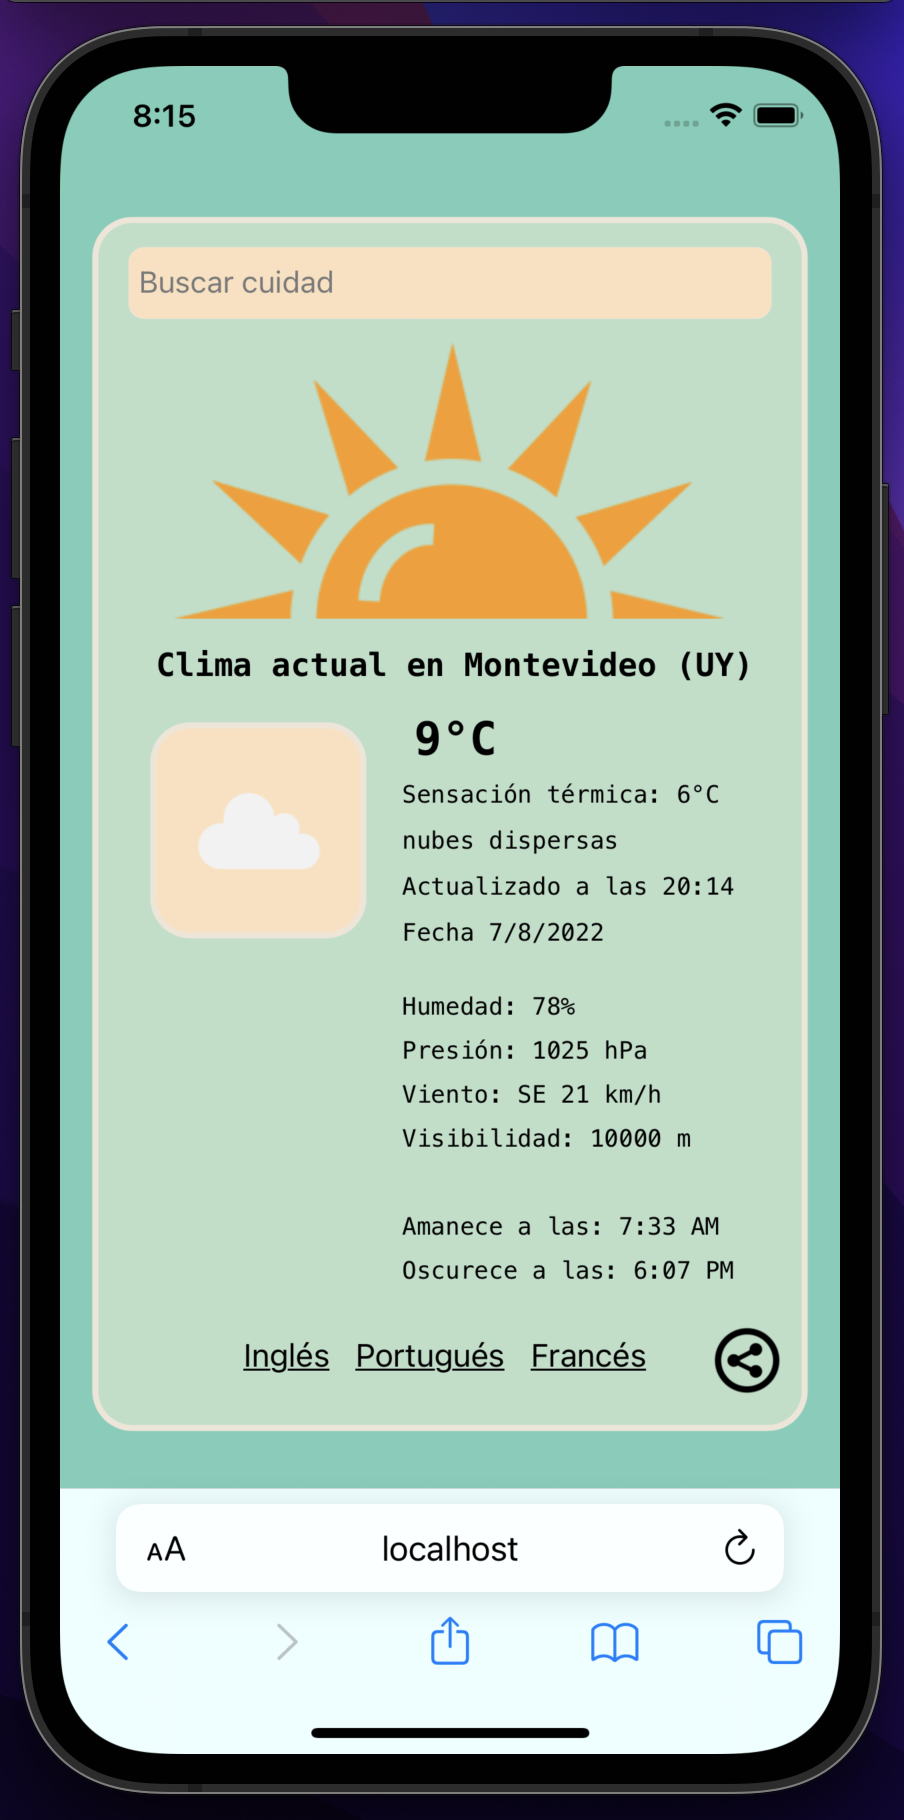 8:15
Buscar cuidad
Clima actual en Montevideo (UY)
9°C
Sensación térmica: 6°C
nubes dispersas
Actualizado a las 20:14
Fecha 7/8/2022
Humedad: 78%
Presión: 1025 hPa
Viento: SE 21 km/h
Visibilidad: 10000 m
Amanece a las: 7:33 AM
Oscurece a las: 6:07 PM
Inglés Portugués Francés
AA localhost